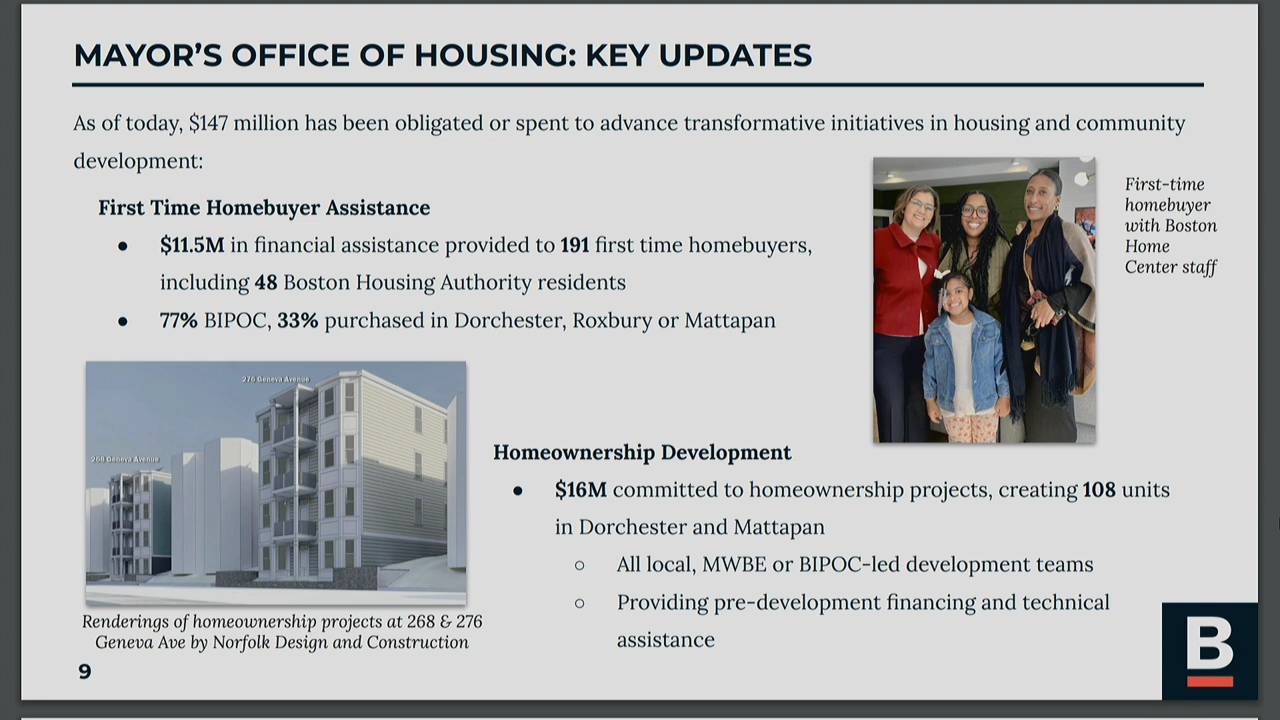 MAYOR'S OFFICE OF HOUSING: KEY UPDATES
As of today, $147 million has been obligated or spent to advance transformative initiatives in housing and community
development:
First Time Homebuyer Assistance
● $11.5M in financial assistance provided to 191 first time homebuyers,
including 48 Boston Housing Authority residents
● 77% BIPOC, 33% purchased in Dorchester, Roxbury or Mattapan
First-time
homebuyer
with Boston
Home
Center staff
276 Geneva Avenue
268 Geneva Avenue
Renderings of homeownership projects at 268 & 276
Geneva Ave by Norfolk Design and Construction
Homeownership Development
● $16M committed to homeownership projects, creating 108 units
in Dorchester and Mattapan
○ All local, MWBE or BIPOC-led development teams
○ Providing pre-development financing and technical
assistance
9
B